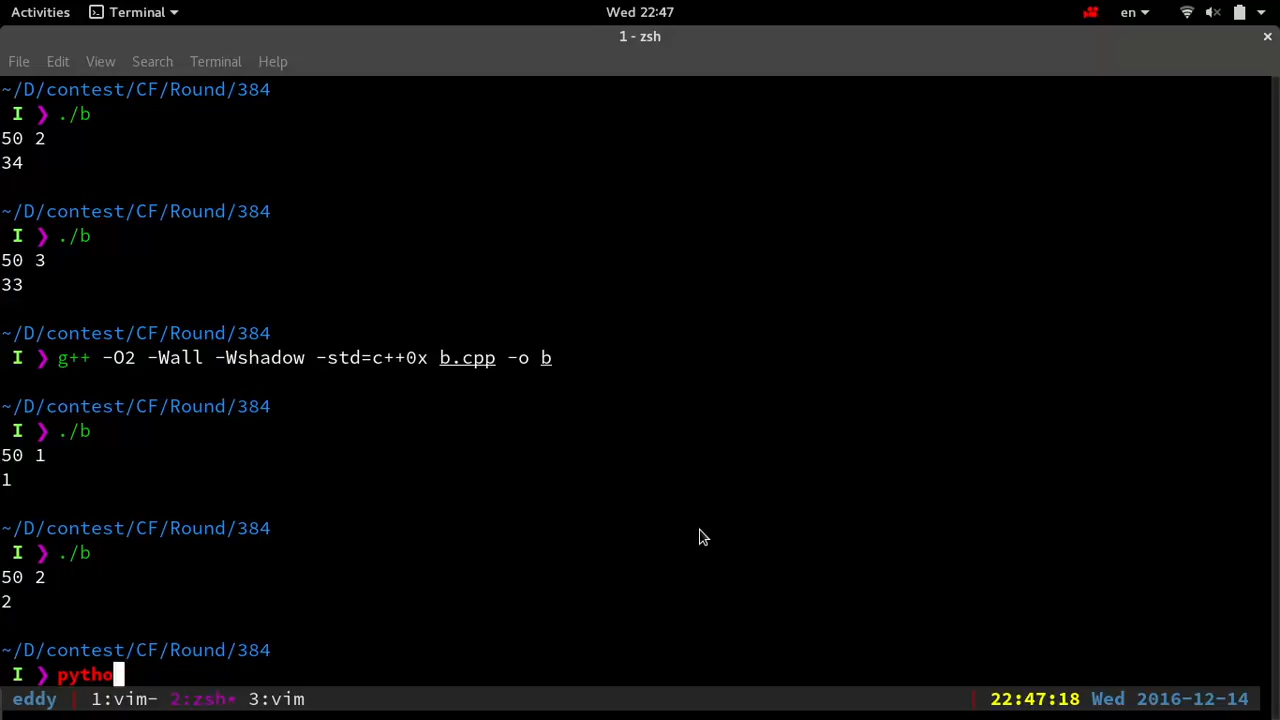 Activities Terminal Wed 22:47 en
1 - zsh
File Edit View Search Terminal Help
~/D/contest/CF/Round/384
I ❯ ./b
50 2
34
~/D/contest/CF/Round/384
I ❯ ./b
50 3
33
~/D/contest/CF/Round/384
I ❯ g++ -O2 -Wall -Wshadow -std=c++0x b.cpp -o b
~/D/contest/CF/Round/384
I ❯ ./b
50 1
1
~/D/contest/CF/Round/384
I ❯ ./b
50 2
2
~/D/contest/CF/Round/384
I ❯ pytho
eddy 1:vim- 2:zsh* 3:vim 22:47:18 Wed 2016-12-14